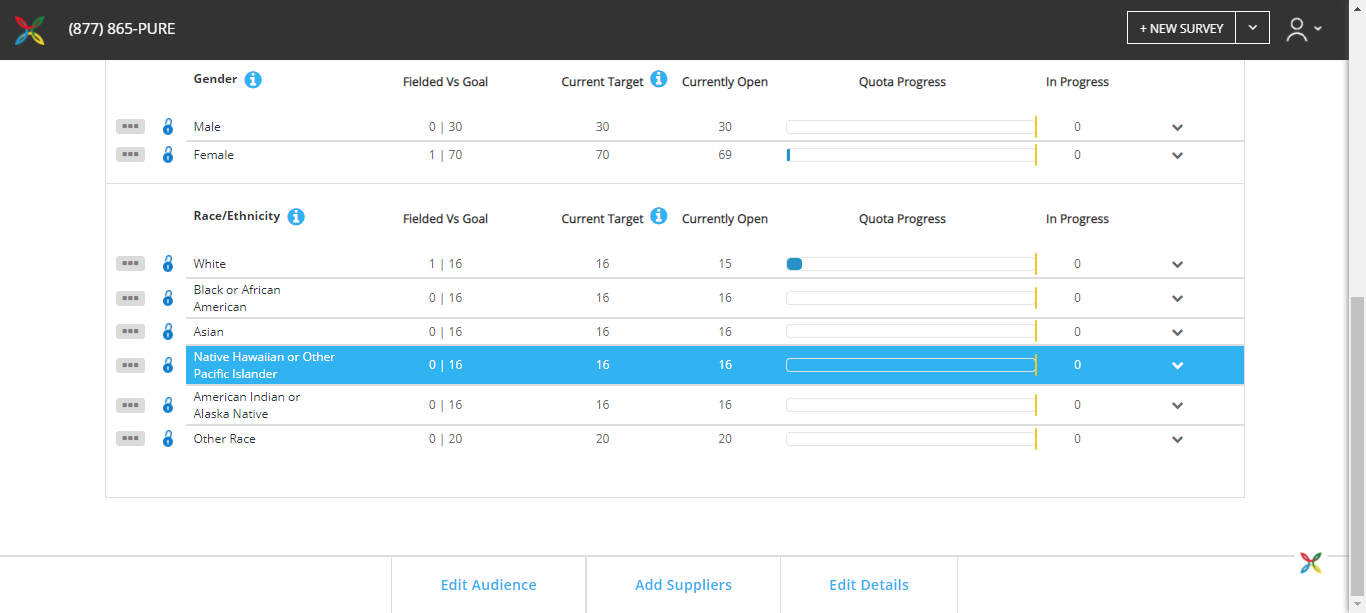 (877) 865-PURE
+ NEW SURVEY
Gender Fielded Vs Goal Current Target Currently Open Quota Progress In Progress
Male 0 | 30 30 30 0
Female 1 | 70 70 69 0
Race/Ethnicity Fielded Vs Goal Current Target Currently Open Quota Progress In Progress
White 1 | 16 16 15 0
Black or African
American 0 | 16 16 16 0
Asian 0 | 16 16 16 0
Native Hawaiian or Other
Pacific Islander 0 | 16 16 16 0
American Indian or
Alaska Native 0 | 16 16 16 0
Other Race 0 | 20 20 20 0
Edit Audience Add Suppliers Edit Details